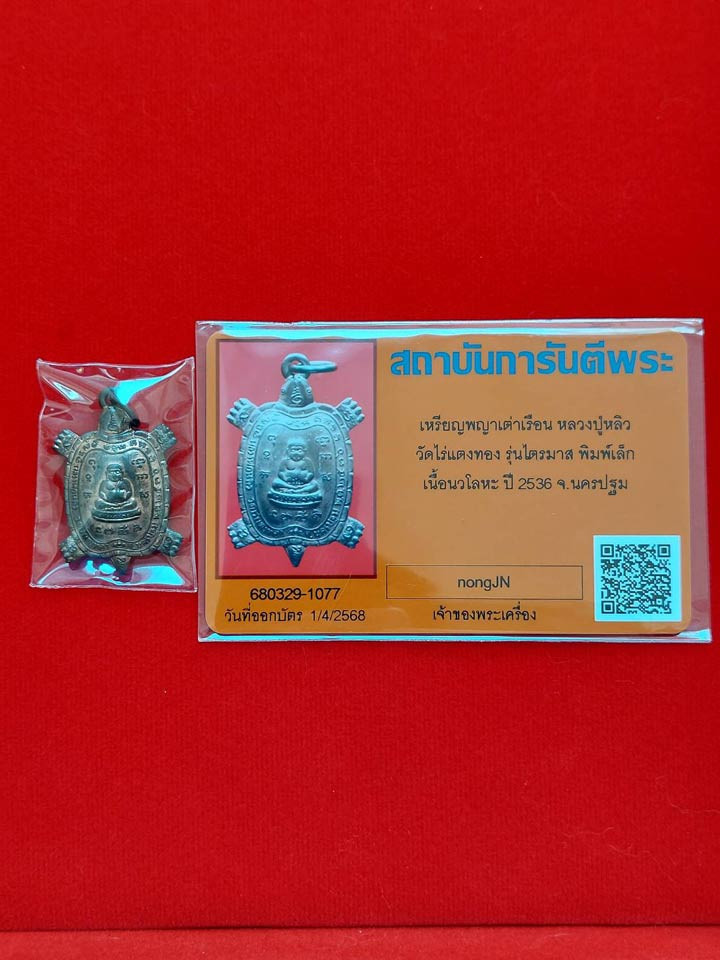 สถาบันการันตีพระ
เหรียญพญาเต่าเรือน หลวงปู่หลิว
วัดไร่แตงทอง รุ่นไตรมาส พิมพ์เล็ก
เนื้อนวโลหะ ปี 2536 จ.นครปฐม
nongJN
680329-1077
วันที่ออกบัตร 1/4/2568
เจ้าของพระเครื่อง